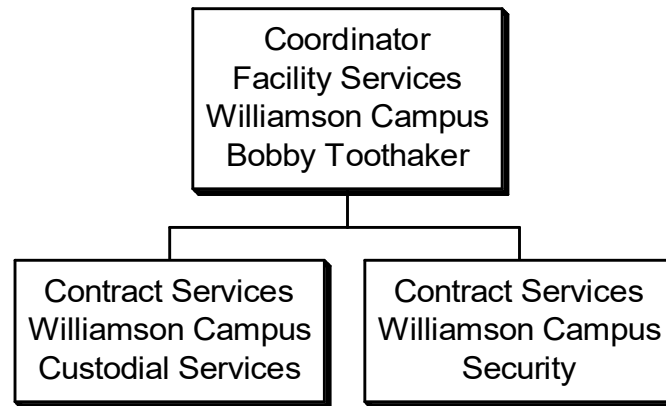 Coordinator
Facility Services
Williamson Campus
Bobby Toothaker
Contract Services
Williamson Campus
Custodial Services
Contract Services
Williamson Campus
Security